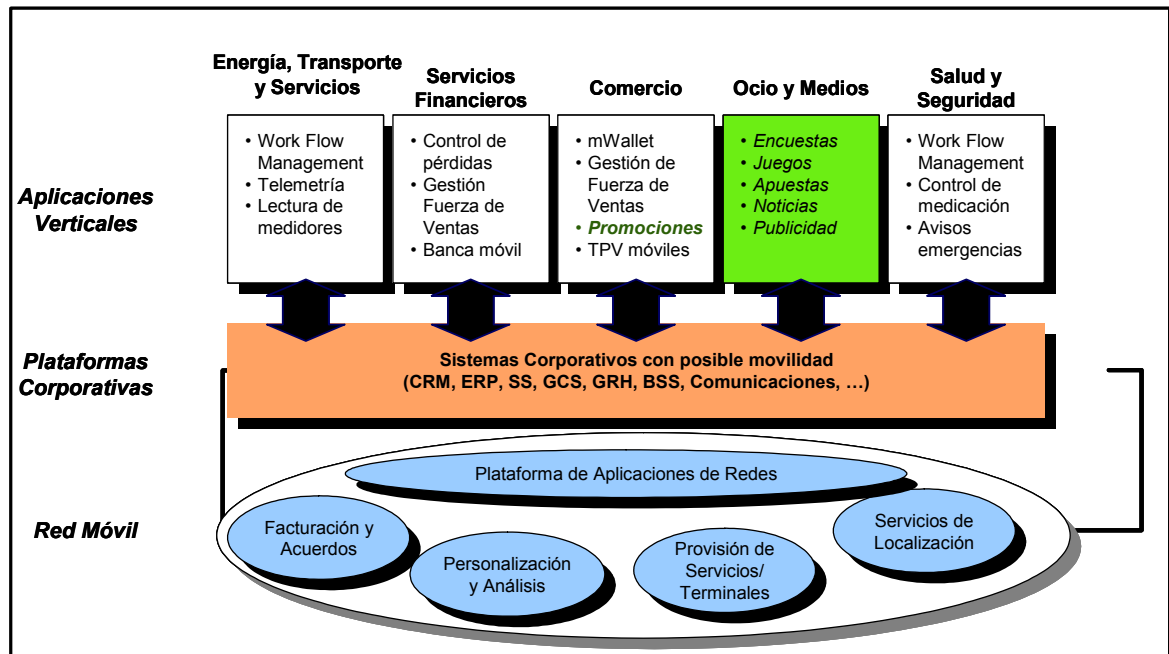 Energía, Transporte
y Servicios
Servicios
Financieros
Comercio
Ocio y Medios
Salud y
Seguridad
Aplicaciones
Verticales
• Work Flow
Management
• Telemetría
• Lectura de
medidores
• Control de
pérdidas
• Gestión
Fuerza de
Ventas
• Banca móvil
• mWallet
• Gestión de
Fuerza de
Ventas
• Promociones
• TPV móviles
• Encuestas
• Juegos
• Apuestas
• Noticias
• Publicidad
• Work Flow
Management
• Control de
medicación
• Avisos
emergencias
Plataformas
Corporativas
Sistemas Corporativos con posible movilidad
(CRM, ERP, SS, GCS, GRH, BSS, Comunicaciones, …)
Red Móvil
Plataforma de Aplicaciones de Redes
Facturación y
Acuerdos
Personalización
y Análisis
Provisión de
Servicios/
Terminales
Servicios de
Localización